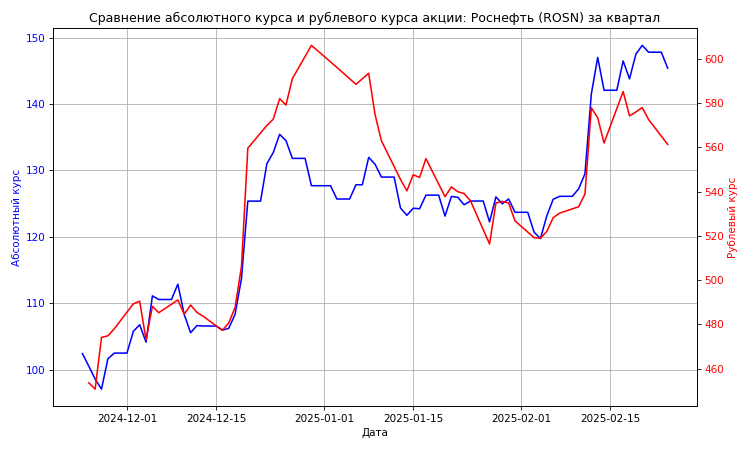 Сравнение абсолютного курса и рублевого курса акции: Роснефть (ROSN) за квартал
Абсолютный курс
150
140
130
120
110
100
600
580
560
540
520
500
480
460
Рублевый курс
2024-12-01 2024-12-15 2025-01-01 2025-01-15 2025-02-01 2025-02-15
Дата